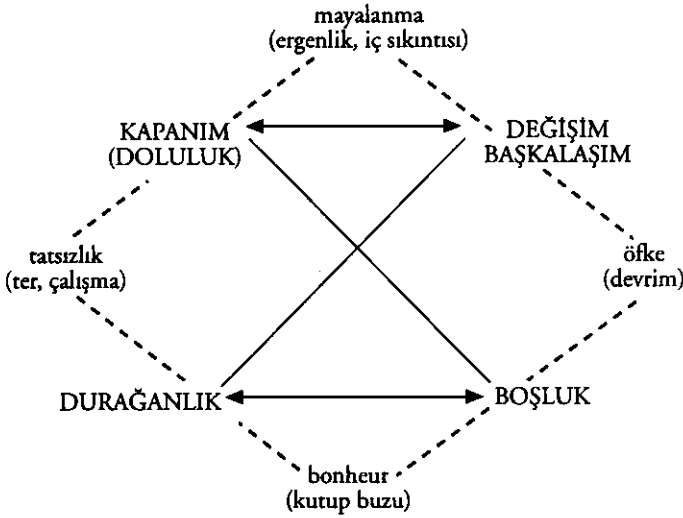 mayalanma
(ergenlik, iç sıkıntısı)
KAPANIM
(DOLULUK)
DEĞİŞİM
BAŞKALAŞIM
tatsızlık
(ter, çalışma)
öfke
(devrim)
DURAĞANLIK
BOŞLUK
bonheur
(kutup buzu)